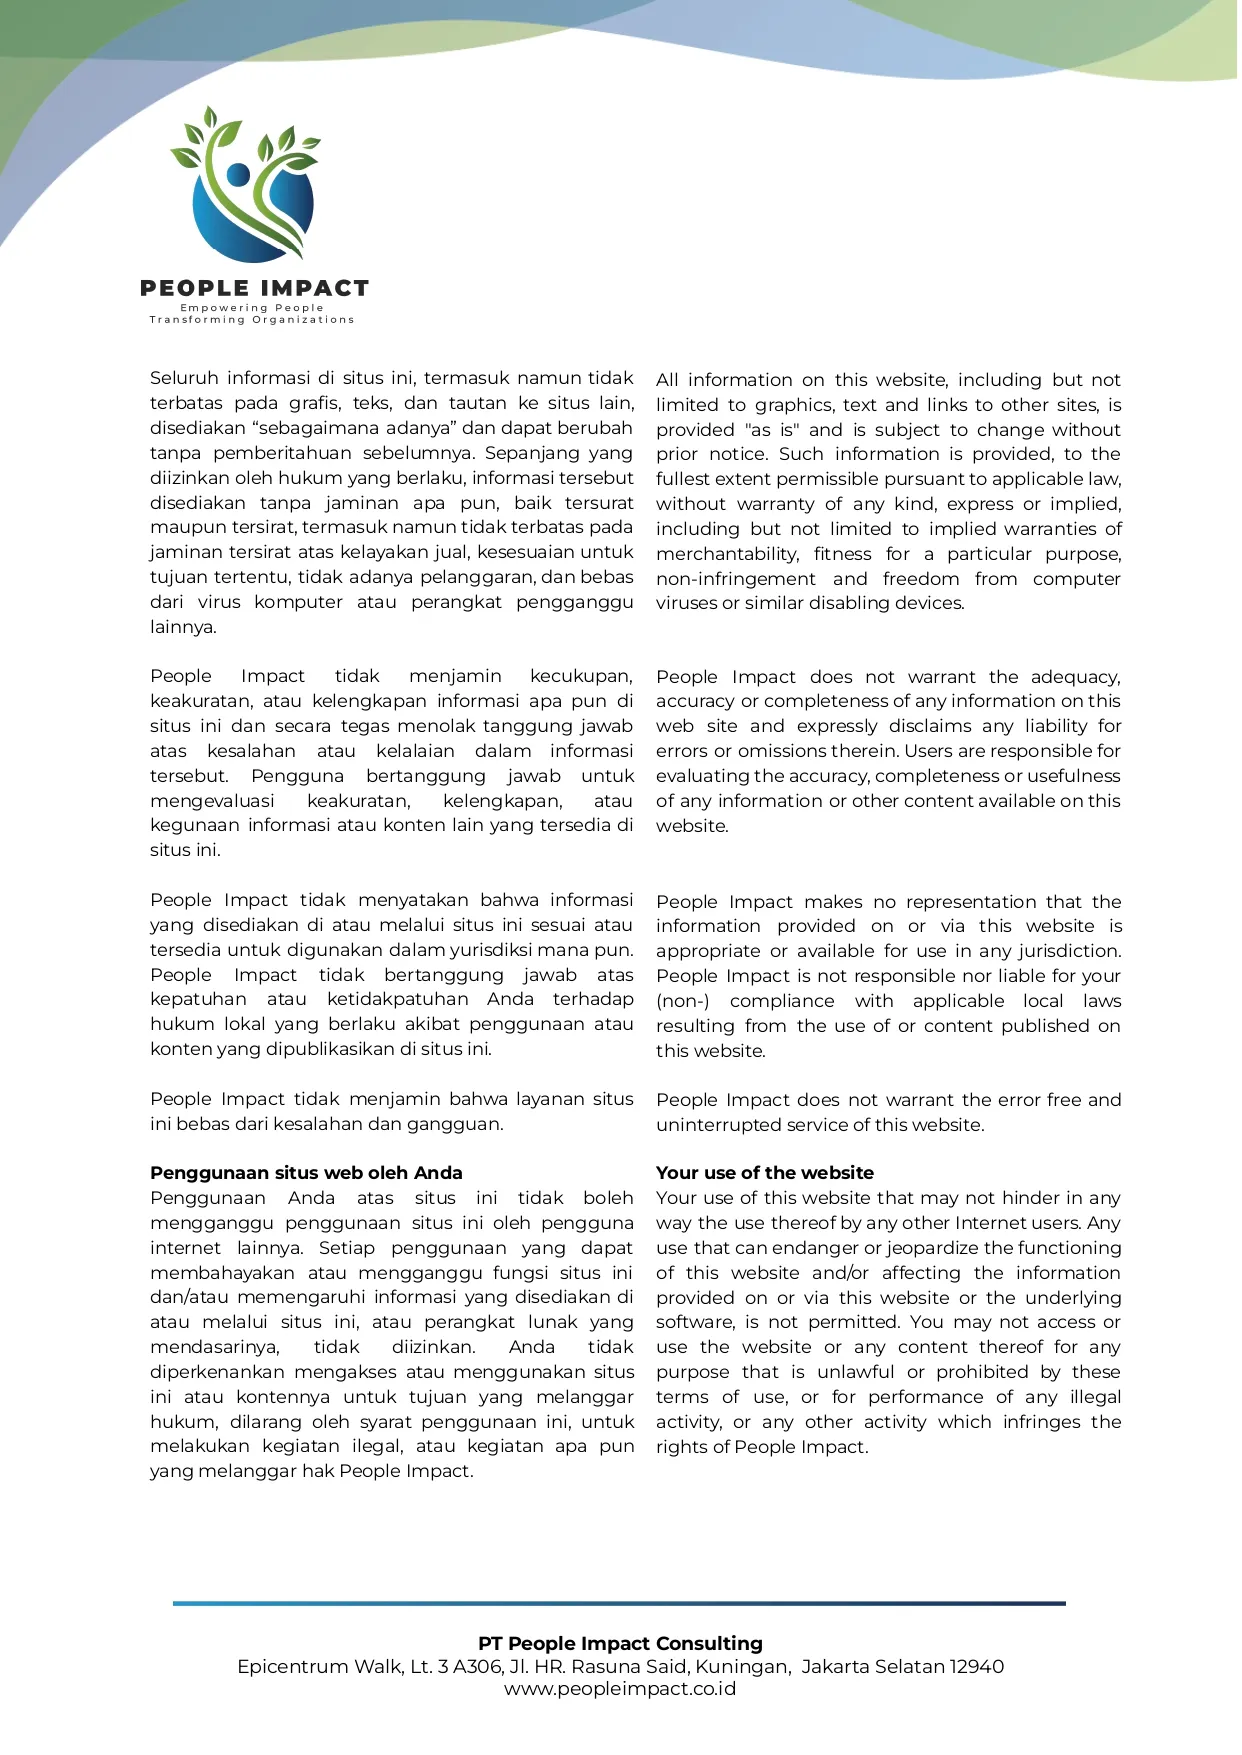 PEOPLE IMPACT
Empowering People
Transforming Organizations
Seluruh informasi di situs ini, termasuk namun tidak
terbatas pada grafis, teks, dan tautan ke situs lain,
disediakan “sebagaimana adanya” dan dapat berubah
tanpa pemberitahuan sebelumnya. Sepanjang yang
diizinkan oleh hukum yang berlaku, informasi tersebut
disediakan tanpa jaminan apa pun, baik tersurat
maupun tersirat, termasuk namun tidak terbatas pada
jaminan tersirat atas kelayakan jual, kesesuaian untuk
tujuan tertentu, tidak adanya pelanggaran, dan bebas
dari virus komputer atau perangkat pengganggu
lainnya.
People Impact tidak menjamin kecukupan,
keakuratan, atau kelengkapan informasi apa pun di
situs ini dan secara tegas menolak tanggung jawab
atas kesalahan atau kelalaian dalam informasi
tersebut. Pengguna bertanggung jawab untuk
mengevaluasi keakuratan, kelengkapan, atau
kegunaan informasi atau konten lain yang tersedia di
situs ini.
People Impact tidak menyatakan bahwa informasi
yang disediakan di atau melalui situs ini sesuai atau
tersedia untuk digunakan dalam yurisdiksi mana pun.
People Impact tidak bertanggung jawab atas
kepatuhan atau ketidakpatuhan Anda terhadap
hukum lokal yang berlaku akibat penggunaan atau
konten yang dipublikasikan di situs ini.
People Impact tidak menjamin bahwa layanan situs
ini bebas dari kesalahan dan gangguan.
Penggunaan situs web oleh Anda
Penggunaan Anda atas situs ini tidak boleh
mengganggu penggunaan situs ini oleh pengguna
internet lainnya. Setiap penggunaan yang dapat
membahayakan atau mengganggu fungsi situs ini
dan/atau memengaruhi informasi yang disediakan di
atau melalui situs ini, atau perangkat lunak yang
mendasarinya, tidak diizinkan. Anda tidak
diperkenankan mengakses atau menggunakan situs
ini atau kontennya untuk tujuan yang melanggar
hukum, dilarang oleh syarat penggunaan ini, untuk
melakukan kegiatan ilegal, atau kegiatan apa pun
yang melanggar hak People Impact.
All information on this website, including but not
limited to graphics, text and links to other sites, is
provided "as is" and is subject to change without
prior notice. Such information is provided, to the
fullest extent permissible pursuant to applicable law,
without warranty of any kind, express or implied,
including but not limited to implied warranties of
merchantability, fitness for a particular purpose,
non-infringement and freedom from computer
viruses or similar disabling devices.
People Impact does not warrant the adequacy,
accuracy or completeness of any information on this
web site and expressly disclaims any liability for
errors or omissions therein. Users are responsible for
evaluating the accuracy, completeness or usefulness
of any information or other content available on this
website.
People Impact makes no representation that the
information provided on or via this website is
appropriate or available for use in any jurisdiction.
People Impact is not responsible nor liable for your
(non-) compliance with applicable local laws
resulting from the use of or content published on
this website.
People Impact does not warrant the error free and
uninterrupted service of this website.
Your use of the website
Your use of this website that may not hinder in any
way the use thereof by any other Internet users. Any
use that can endanger or jeopardize the functioning
of this website and/or affecting the information
provided on or via this website or the underlying
software, is not permitted. You may not access or
use the website or any content thereof for any
purpose that is unlawful or prohibited by these
terms of use, or for performance of any illegal
activity, or any other activity which infringes the
rights of People Impact.
PT People Impact Consulting
Epicentrum Walk, Lt. 3 A306, Jl. HR. Rasuna Said, Kuningan, Jakarta Selatan 12940
www.peopleimpact.co.id